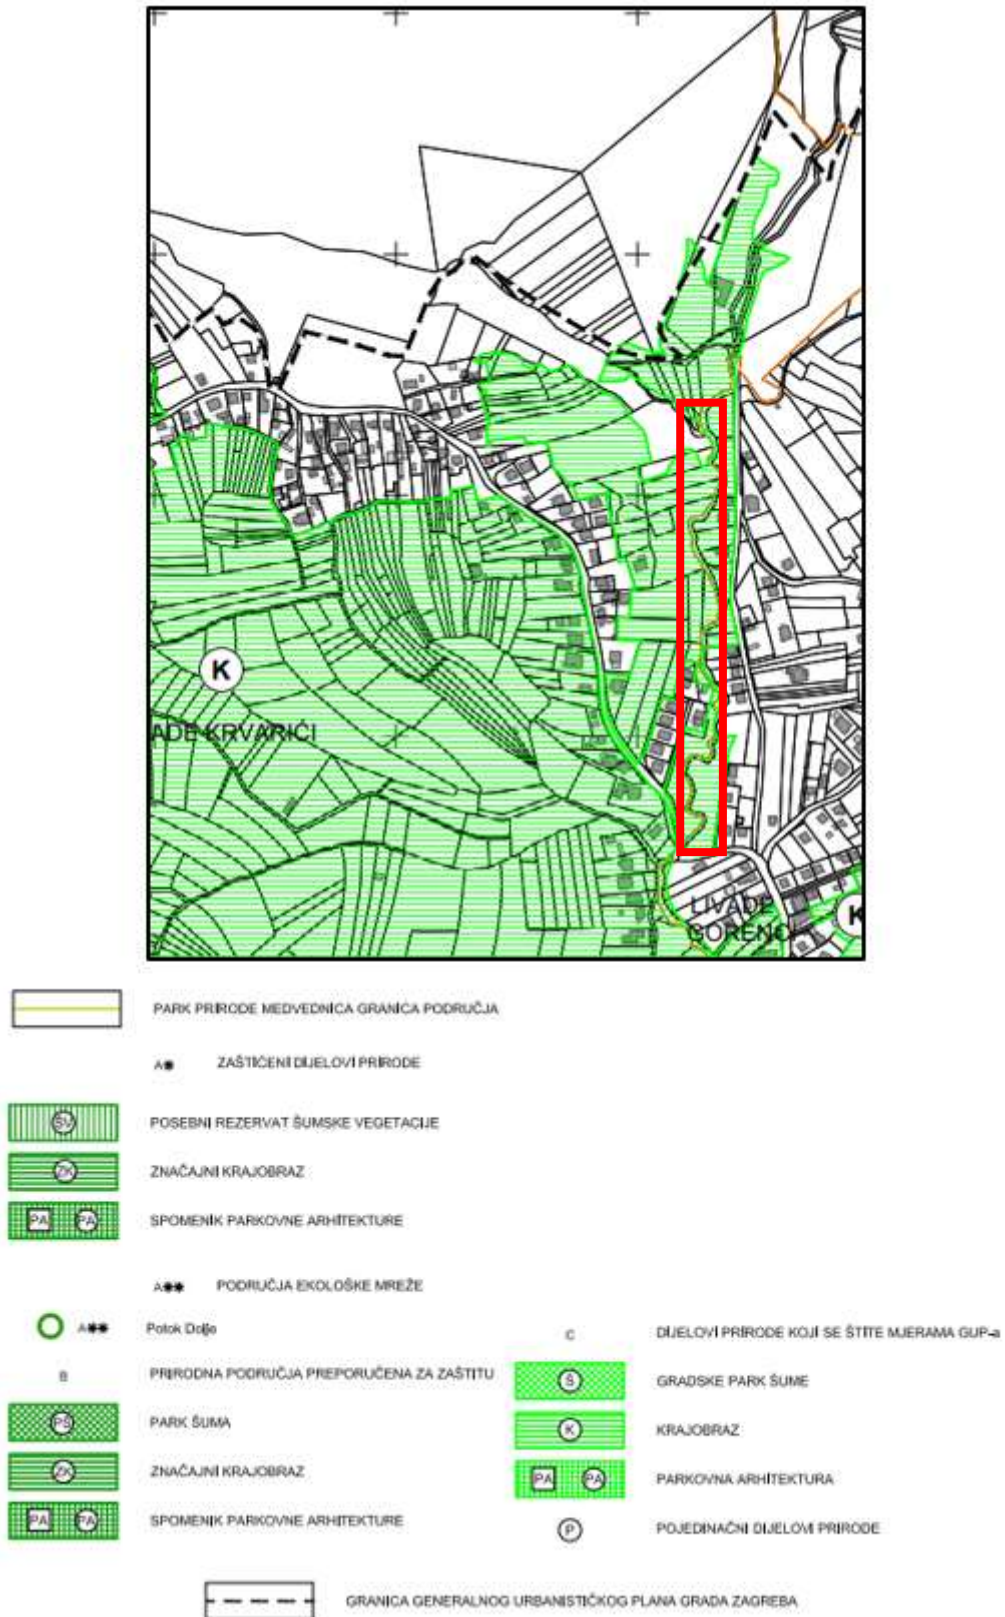 K
ADE KRVARIĆI
LIVADE
GORENCI
K
PARK PRIRODE MEDVEDNICA GRANICA PODRUČJA
A✱ ZAŠTIĆENI DIJELOVI PRIRODE
ŠV POSEBNI REZERVAT ŠUMSKE VEGETACIJE
ZK ZNAČAJNI KRAJOBRAZ
PA PA SPOMENIK PARKOVNE ARHITEKTURE
A✱✱ PODRUČJA EKOLOŠKE MREŽE
A✱✱ Potok Dolje
B PRIRODNA PODRUČJA PREPORUČENA ZA ZAŠTITU
PŠ PARK ŠUMA
ZK ZNAČAJNI KRAJOBRAZ
PA PA SPOMENIK PARKOVNE ARHITEKTURE
C DIJELOVI PRIRODE KOJI SE ŠTITE MJERAMA GUP-a
Š GRADSKE PARK ŠUME
K KRAJOBRAZ
PA PA PARKOVNA ARHITEKTURA
P POJEDINAČNI DIJELOVI PRIRODE
GRANICA GENERALNOG URBANISTIČKOG PLANA GRADA ZAGREBA